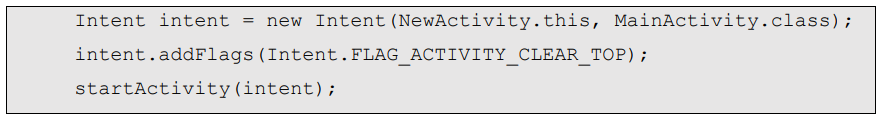 Intent intent = new Intent(NewActivity.this, MainActivity.class);
intent.addFlags(Intent.FLAG_ACTIVITY_CLEAR_TOP);
startActivity(intent);